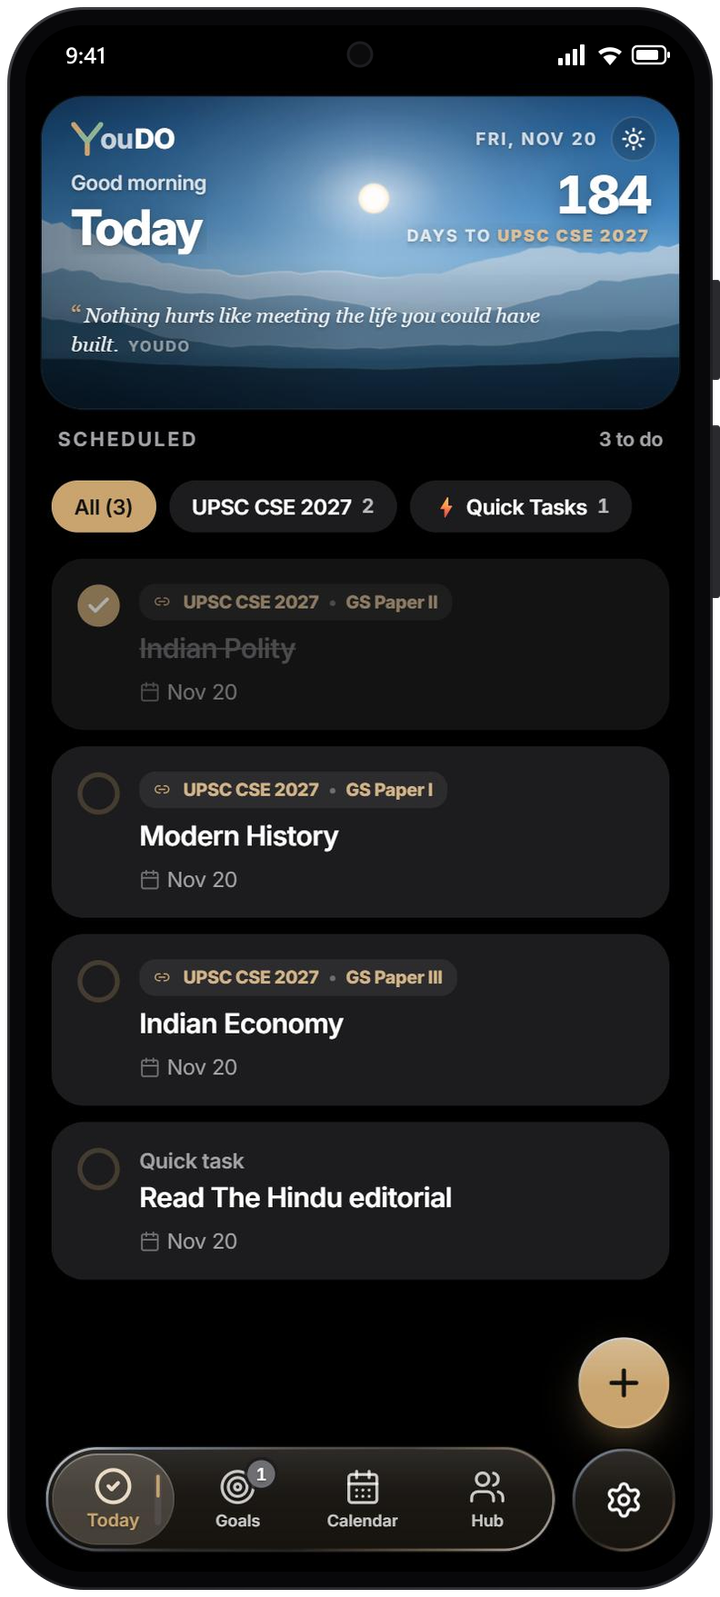 9:41
YouDO
FRI, NOV 20
Good morning
184
Today
DAYS TO UPSC CSE 2027
“ Nothing hurts like meeting the life you could have
built. YOUDO
SCHEDULED
3 to do
All (3)
UPSC CSE 2027 2
Quick Tasks 1
UPSC CSE 2027 • GS Paper II
Indian Polity
Nov 20
UPSC CSE 2027 • GS Paper I
Modern History
Nov 20
UPSC CSE 2027 • GS Paper III
Indian Economy
Nov 20
Quick task
Read The Hindu editorial
Nov 20
1
Today
Goals
Calendar
Hub